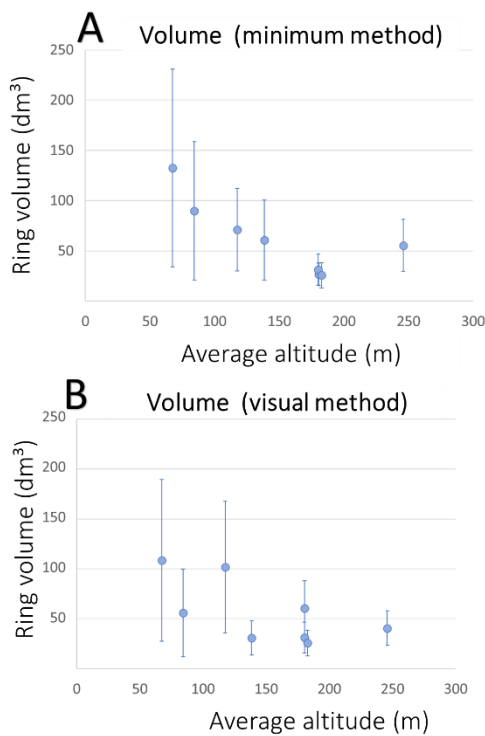 A
Volume (minimum method)
250
200
150
100
50
Ring volume (dm³)
0 50 100 150 200 250 300
Average altitude (m)
B
Volume (visual method)
250
200
150
100
50
Ring volume (dm³)
0 50 100 150 200 250 300
Average altitude (m)